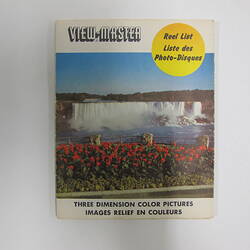 VIEW-MASTER
Reel List
Liste des
Photo-Disques
THREE DIMENSION COLOR PICTURES
IMAGES RELIEF EN COULEURS